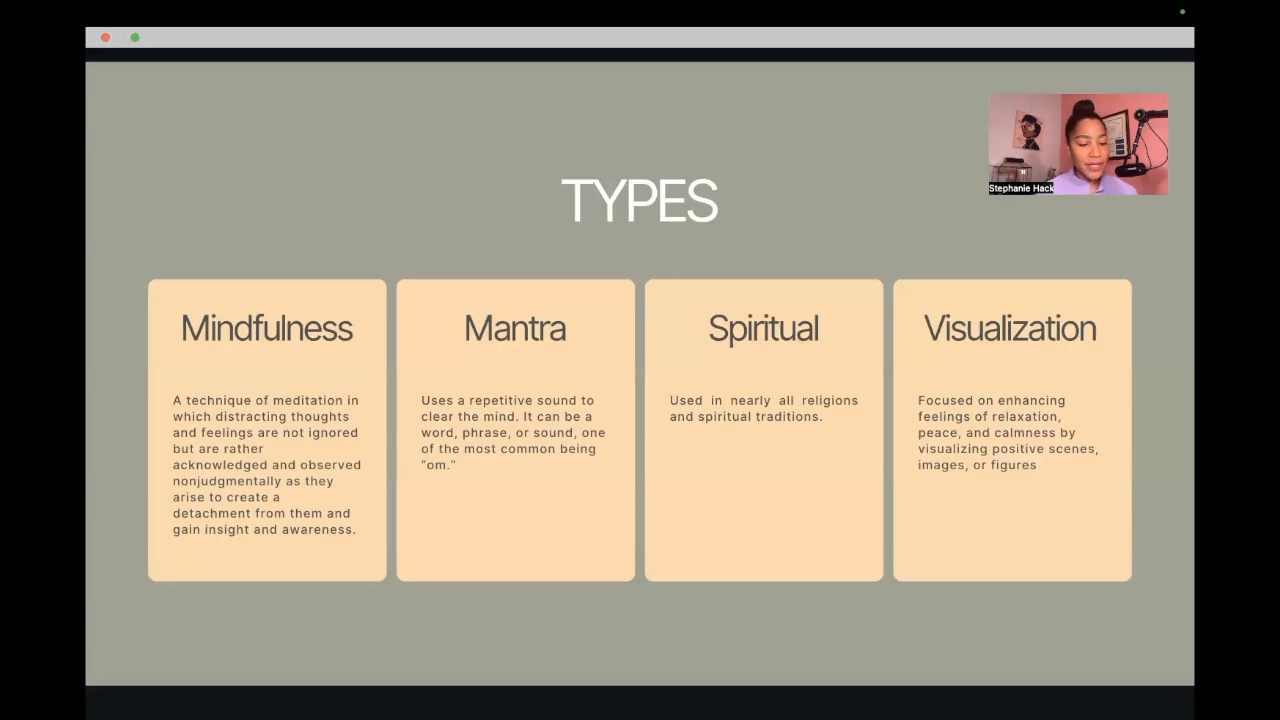 Stephanie Hack
TYPES
Mindfulness
A technique of meditation in
which distracting thoughts
and feelings are not ignored
but are rather
acknowledged and observed
nonjudgmentally as they
arise to create a
detachment from them and
gain insight and awareness.
Mantra
Uses a repetitive sound to
clear the mind. It can be a
word, phrase, or sound, one
of the most common being
“om.”
Spiritual
Used in nearly all religions
and spiritual traditions.
Visualization
Focused on enhancing
feelings of relaxation,
peace, and calmness by
visualizing positive scenes,
images, or figures